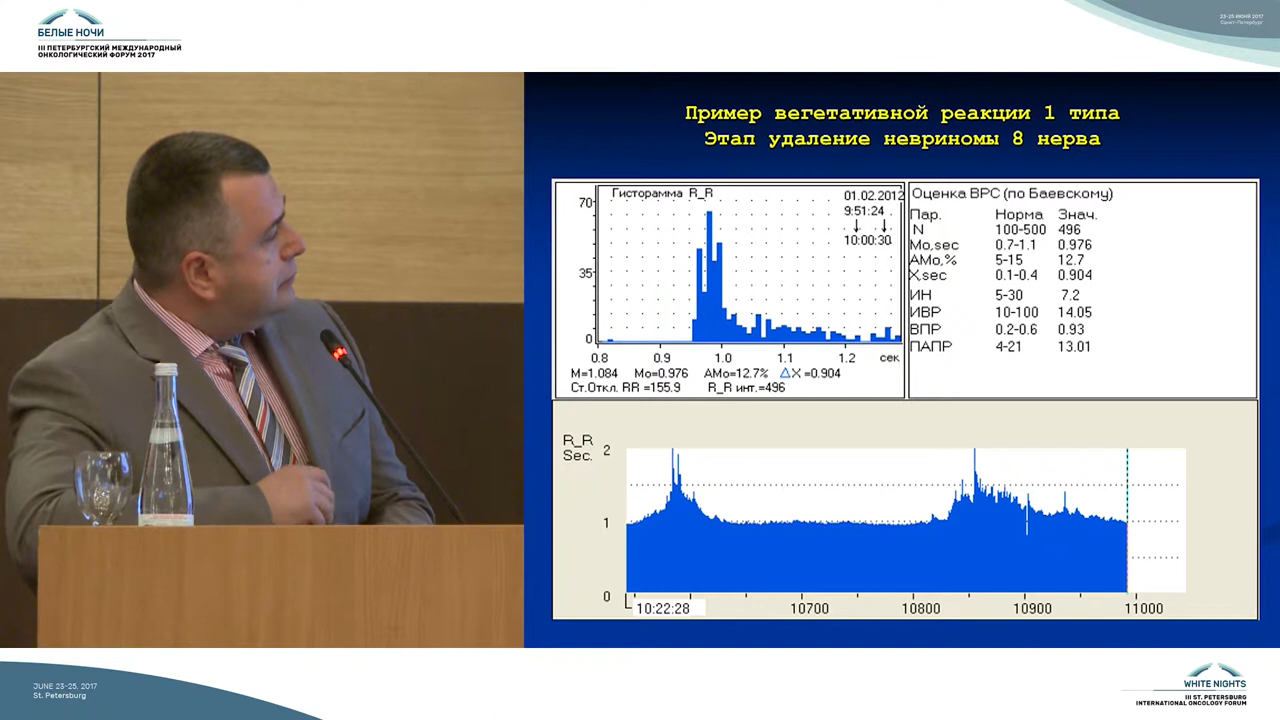 БЕЛЫЕ НОЧИ
III ПЕТЕРБУРГСКИЙ МЕЖДУНАРОДНЫЙ
ОНКОЛОГИЧЕСКИЙ ФОРУМ 2017
23-25 ИЮНЯ 2017
Санкт-Петербург
Пример вегетативной реакции 1 типа
Этап удаление невриномы 8 нерва
Гисторамма R_R
01.02.2012
9:51:24
10:00:30
70
35
0
0.8 0.9 1.0 1.1 1.2 сек
M=1.084 Mo=0.976 AMo=12.7% ΔX=0.904
Ст.Откл. RR =155.9 R_R инт.=496
Оценка ВРС (по Баевскому)
Пар. Норма Знач.
N 100-500 496
Mo,sec 0.7-1.1 0.976
AMo,% 5-15 12.7
X,sec 0.1-0.4 0.904
ИН 5-30 7.2
ИВР 10-100 14.05
ВПР 0.2-0.6 0.93
ПАПР 4-21 13.01
R_R
Sec.
2
1
0
10:22:28 10700 10800 10900 11000
JUNE 23-25, 2017
St. Petersburg
WHITE NIGHTS
III ST. PETERSBURG
INTERNATIONAL ONCOLOGY FORUM